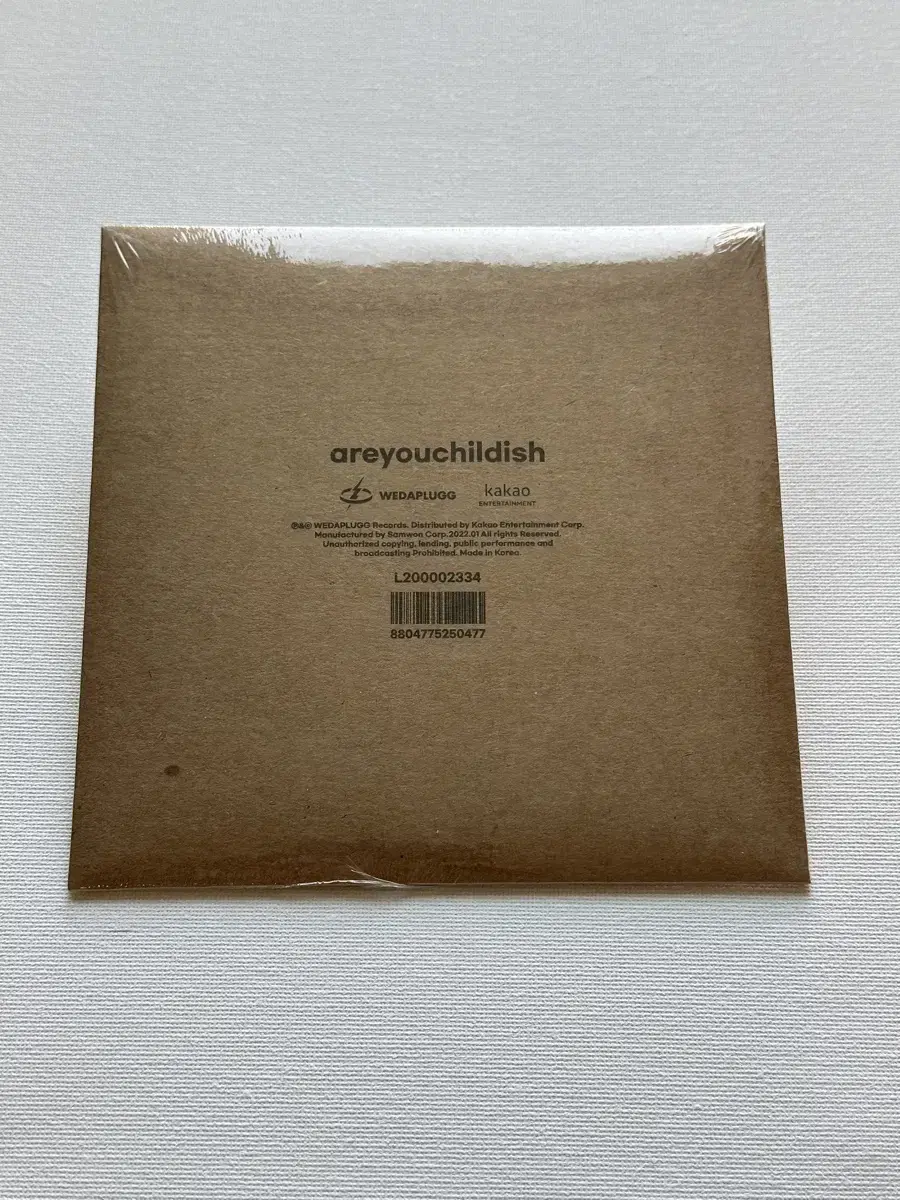 areyouchildish
WEDAPLUGG kakao
ENTERTAINMENT
℗&© WEDAPLUGG Records. Distributed by Kakao Entertainment Corp.
Manufactured by Samwon Corp.2022.01 All rights Reserved.
Unauthorized copying, lending, public performance and
broadcasting Prohibited. Made in Korea.
L200002334
8804775250477